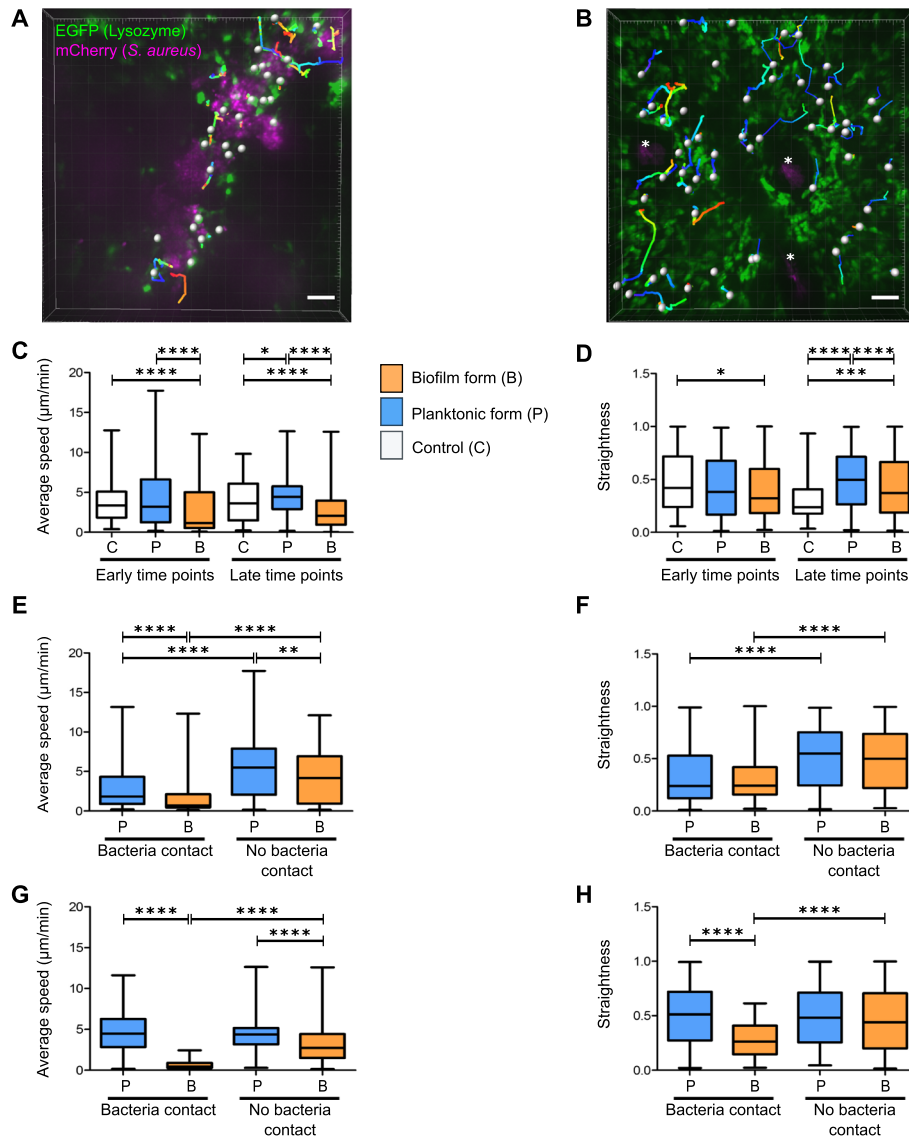 A
EGFP (Lysozyme)
mCherry (S. aureus)
B
*
*
*
C
Average speed (µm/min)
20
15
10
5
0
****
****
*
****
****
C P B C P B
Early time points
Late time points
Biofilm form (B)
Planktonic form (P)
Control (C)
D
Straightness
1.5
1.0
0.5
0.0
*
********
***
C P B C P B
Early time points
Late time points
E
Average speed (µm/min)
20
15
10
5
0
****
****
****
**
P B P B
Bacteria contact
No bacteria
contact
F
Straightness
1.5
1.0
0.5
0.0
****
****
P B P B
Bacteria contact
No bacteria
contact
G
Average speed (µm/min)
20
15
10
5
0
****
****
****
P B P B
Bacteria contact
No bacteria
contact
H
Straightness
1.5
1.0
0.5
0.0
****
****
P B P B
Bacteria contact
No bacteria
contact